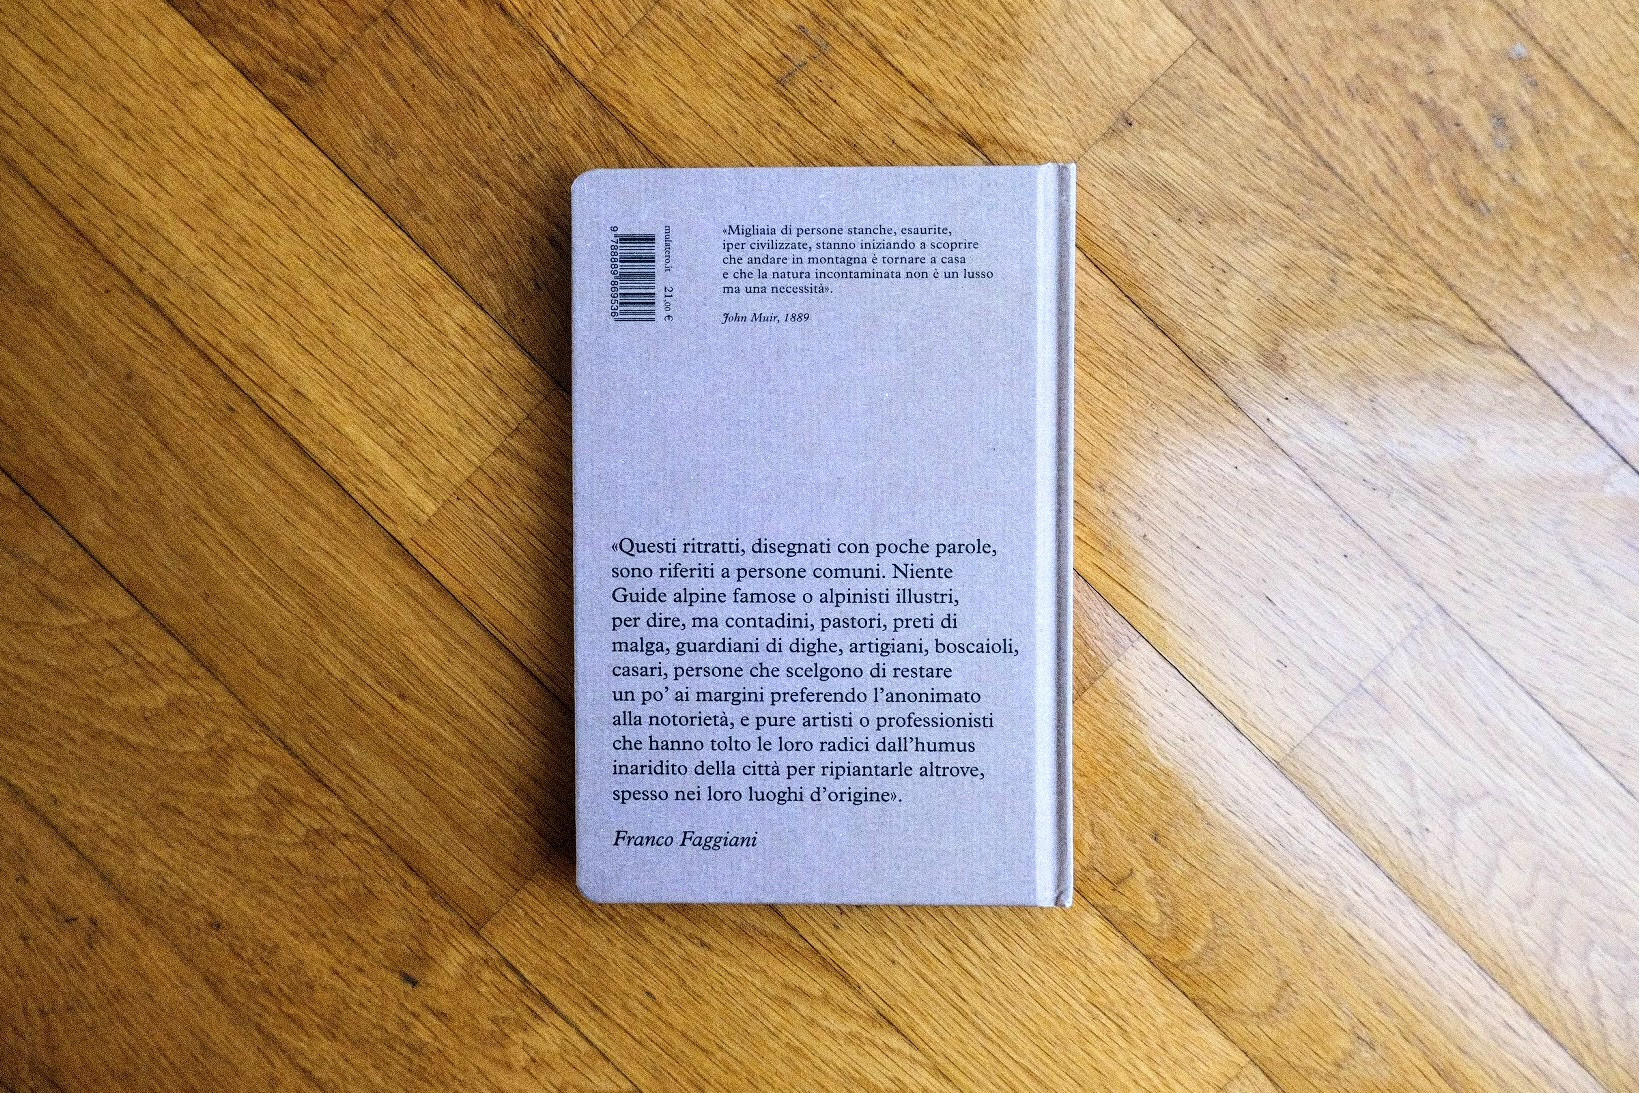 9 788889 869536
mulatero.it 21,00 €
«Migliaia di persone stanche, esaurite,
iper civilizzate, stanno iniziando a scoprire
che andare in montagna è tornare a casa
e che la natura incontaminata non è un lusso
ma una necessità».
John Muir, 1889
«Questi ritratti, disegnati con poche parole,
sono riferiti a persone comuni. Niente
Guide alpine famose o alpinisti illustri,
per dire, ma contadini, pastori, preti di
malga, guardiani di dighe, artigiani, boscaioli,
casari, persone che scelgono di restare
un po’ ai margini preferendo l’anonimato
alla notorietà, e pure artisti o professionisti
che hanno tolto le loro radici dall’humus
inaridito della città per ripiantarle altrove,
spesso nei loro luoghi d’origine».
Franco Faggiani